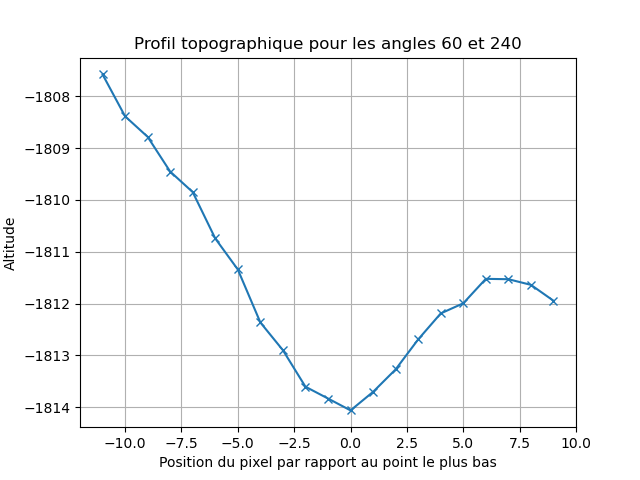 Profil topographique pour les angles 60 et 240
−1808
−1809
−1810
−1811
−1812
−1813
−1814
Altitude
−10.0 −7.5 −5.0 −2.5 0.0 2.5 5.0 7.5 10.0
Position du pixel par rapport au point le plus bas